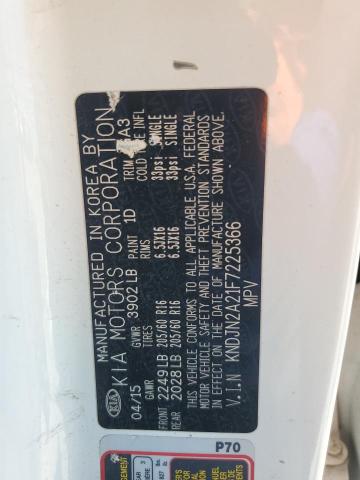 MANUFACTURED IN KOREA BY
KIA MOTORS CORPORATION
04/15 GVWR 3902 LB PAINT 1D TRIM A3
GAWR TIRES RIMS COLD INFL
FRONT 2249 LB 205/60 R16 6.5JX16 33psi SINGLE
REAR 2028 LB 205/60 R16 6.5JX16 33psi SINGLE
THIS VEHICLE CONFORMS TO ALL APPLICABLE U.S.A. FEDERAL
MOTOR VEHICLE SAFETY AND THEFT PREVENTION STANDARDS
IN EFFECT ON THE DATE OF MANUFACTURE SHOWN ABOVE.
V.I.N KNDJN2A21F7225366
MPV
KIA
P70